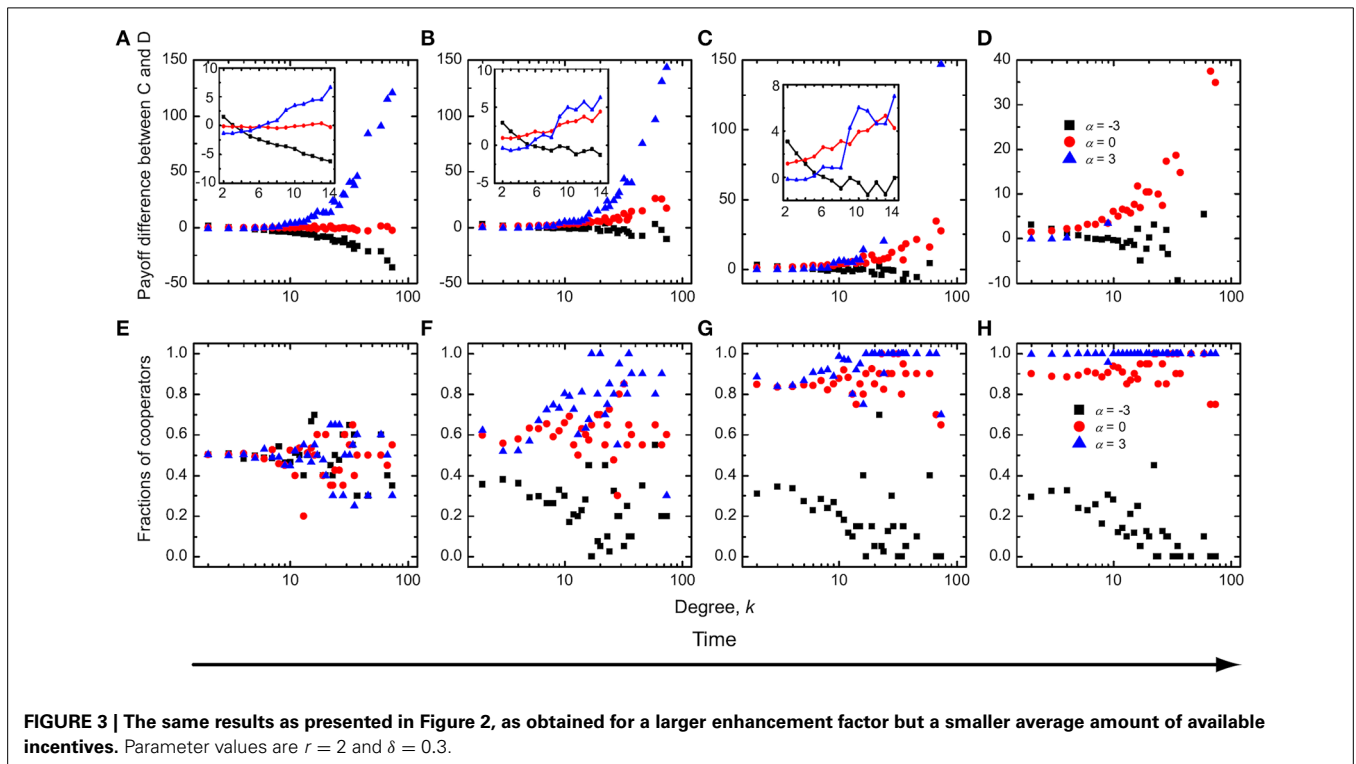 A
B
C
D
Payoff difference between C and D
150
100
50
0
-50
10
5
0
-5
-10
2 6 10 14
10 100
150
100
50
0
-50
10
5
0
-5
2 6 10 14
10 100
150
100
50
0
8
4
0
2 6 10 14
10 100
40
30
20
10
0
-10
α = -3
α = 0
α = 3
10 100
E
F
G
H
Fractions of cooperators
1.0
0.8
0.6
0.4
0.2
0.0
10 100
1.0
0.8
0.6
0.4
0.2
0.0
10 100
1.0
0.8
0.6
0.4
0.2
0.0
10 100
1.0
0.8
0.6
0.4
0.2
0.0
α = -3
α = 0
α = 3
10 100
Degree, k
Time
FIGURE 3 | The same results as presented in Figure 2, as obtained for a larger enhancement factor but a smaller average amount of available
incentives. Parameter values are r = 2 and δ = 0.3.